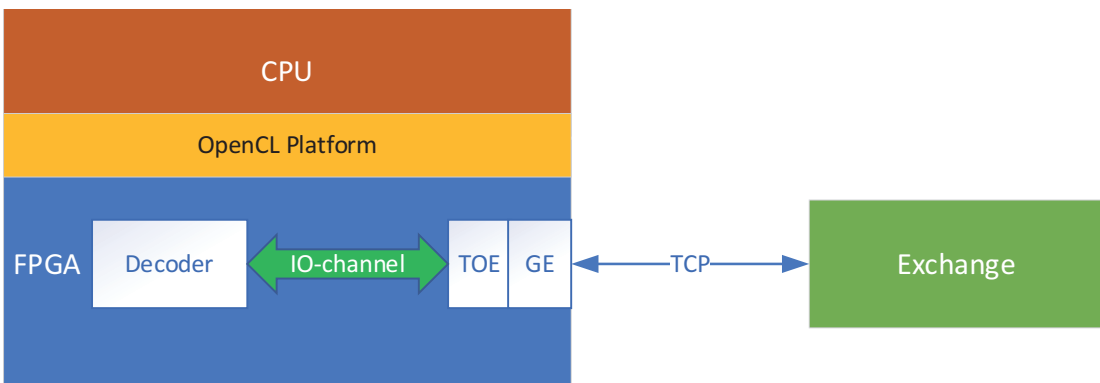 CPU
OpenCL Platform
FPGA
Decoder
IO-channel
TOE
GE
TCP
Exchange